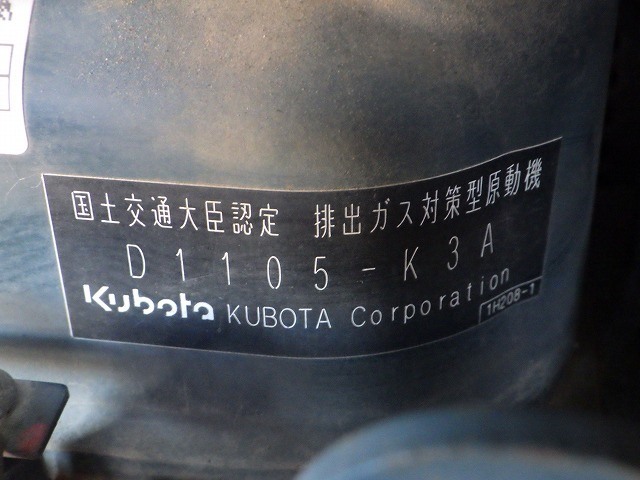 国土交通大臣認定 排出ガス対策型原動機
D1105-K3A
Kubota KUBOTA Corporation
1H208-1